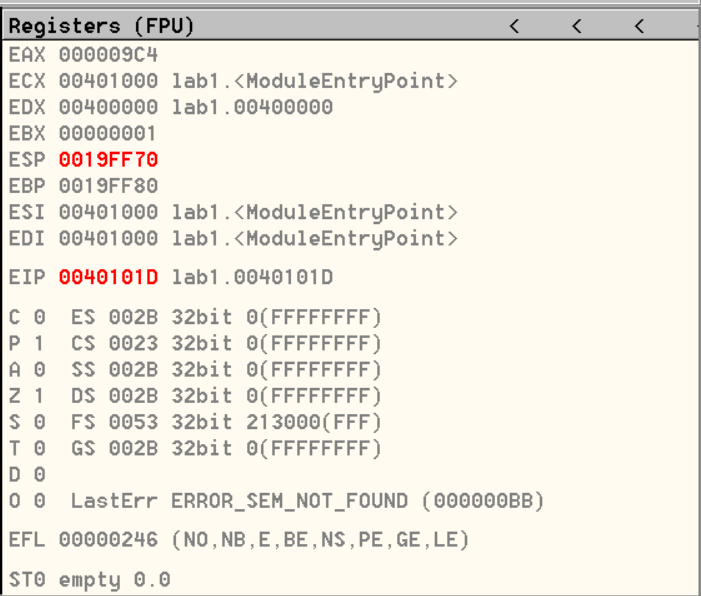 Registers (FPU) < < <
EAX 000009C4
ECX 00401000 lab1.<ModuleEntryPoint>
EDX 00400000 lab1.00400000
EBX 00000001
ESP 0019FF70
EBP 0019FF80
ESI 00401000 lab1.<ModuleEntryPoint>
EDI 00401000 lab1.<ModuleEntryPoint>
EIP 0040101D lab1.0040101D
C 0 ES 002B 32bit 0(FFFFFFFF)
P 1 CS 0023 32bit 0(FFFFFFFF)
A 0 SS 002B 32bit 0(FFFFFFFF)
Z 1 DS 002B 32bit 0(FFFFFFFF)
S 0 FS 0053 32bit 213000(FFF)
T 0 GS 002B 32bit 0(FFFFFFFF)
D 0
O 0 LastErr ERROR_SEM_NOT_FOUND (000000BB)
EFL 00000246 (NO,NB,E,BE,NS,PE,GE,LE)
ST0 empty 0.0